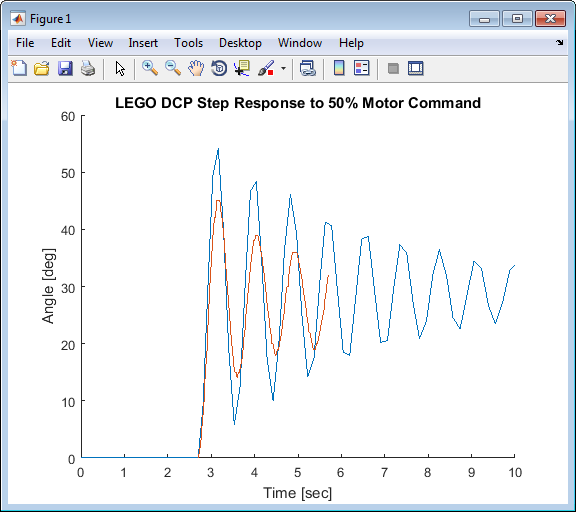 Figure 1
File Edit View Insert Tools Desktop Window Help
LEGO DCP Step Response to 50% Motor Command
60
50
40
30
20
10
0
Angle [deg]
0 1 2 3 4 5 6 7 8 9 10
Time [sec]